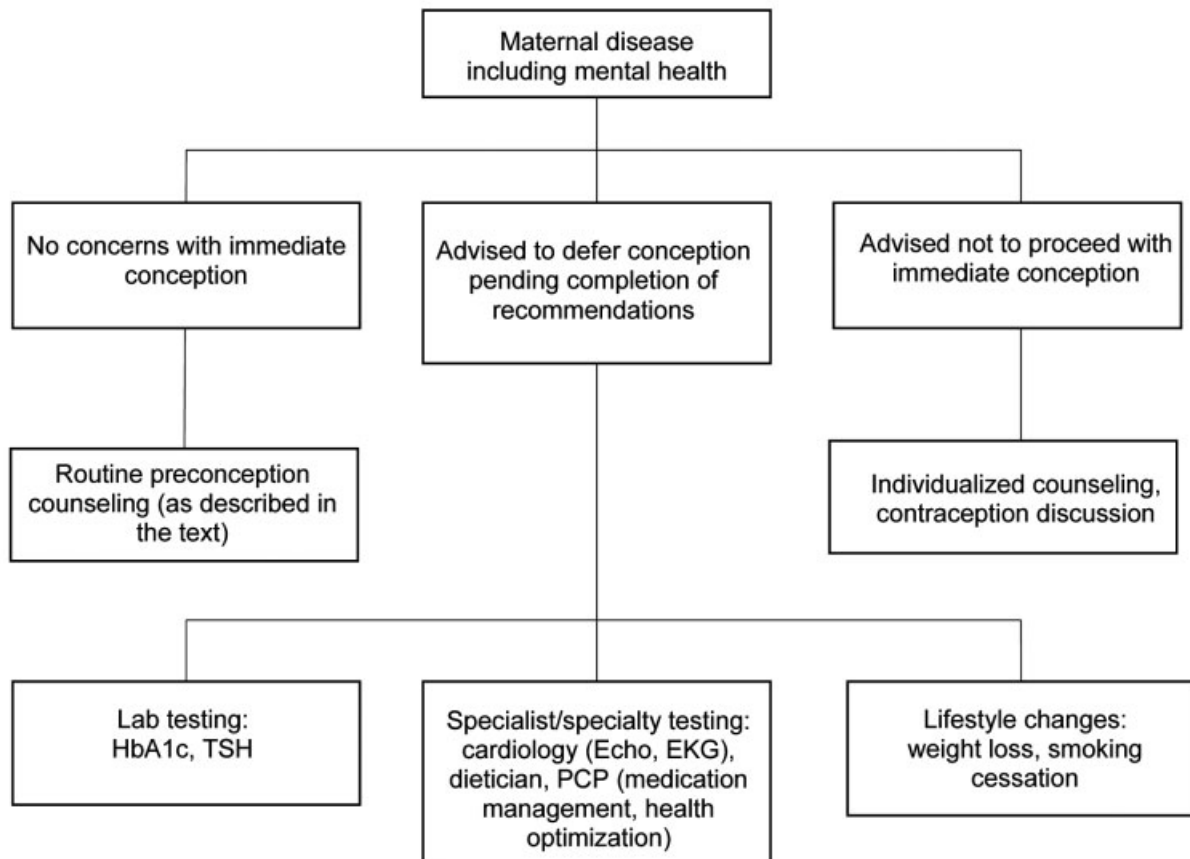 Maternal disease
including mental health
No concerns with immediate
conception
Advised to defer conception
pending completion of
recommendations
Advised not to proceed with
immediate conception
Routine preconception
counseling (as described in
the text)
Individualized counseling,
contraception discussion
Lab testing:
HbA1c, TSH
Specialist/specialty testing:
cardiology (Echo, EKG),
dietician, PCP (medication
management, health
optimization)
Lifestyle changes:
weight loss, smoking
cessation